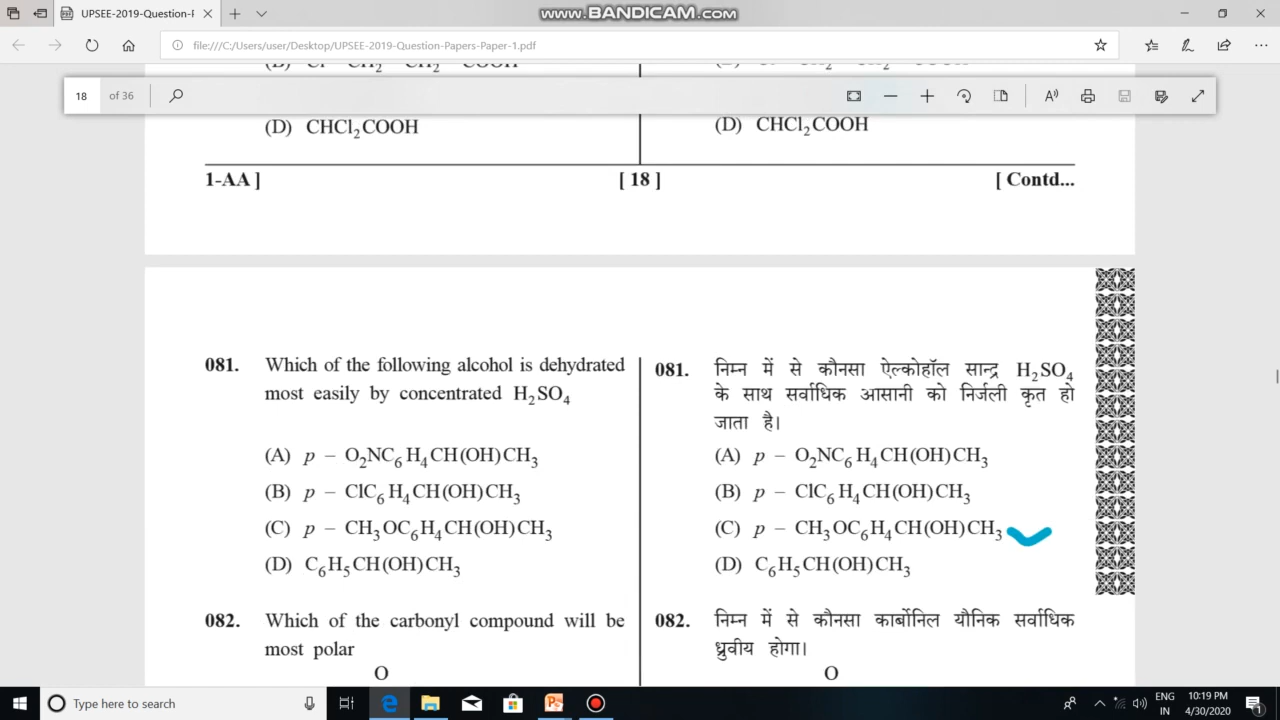 www.BANDICAM.com
UPSEE-2019-Question-P
file:///C:/Users/user/Desktop/UPSEE-2019-Question-Papers-Paper-1.pdf
18 of 36
(D) CHCl₂COOH
(D) CHCl₂COOH
1-AA ] [ 18 ] [ Contd...
081. Which of the following alcohol is dehydrated
most easily by concentrated H₂SO₄
(A) p – O₂NC₆H₄CH(OH)CH₃
(B) p – ClC₆H₄CH(OH)CH₃
(C) p – CH₃OC₆H₄CH(OH)CH₃
(D) C₆H₅CH(OH)CH₃
082. Which of the carbonyl compound will be
most polar
O
081. निम्न में से कौनसा ऐल्कोहॉल सान्द्र H₂SO₄
के साथ सर्वाधिक आसानी को निर्जली कृत हो
जाता है।
(A) p – O₂NC₆H₄CH(OH)CH₃
(B) p – ClC₆H₄CH(OH)CH₃
(C) p – CH₃OC₆H₄CH(OH)CH₃
(D) C₆H₅CH(OH)CH₃
082. निम्न में से कौनसा कार्बोनिल यौनिक सर्वाधिक
ध्रुवीय होगा।
O
Type here to search
ENG
IN
10:19 PM
4/30/2020